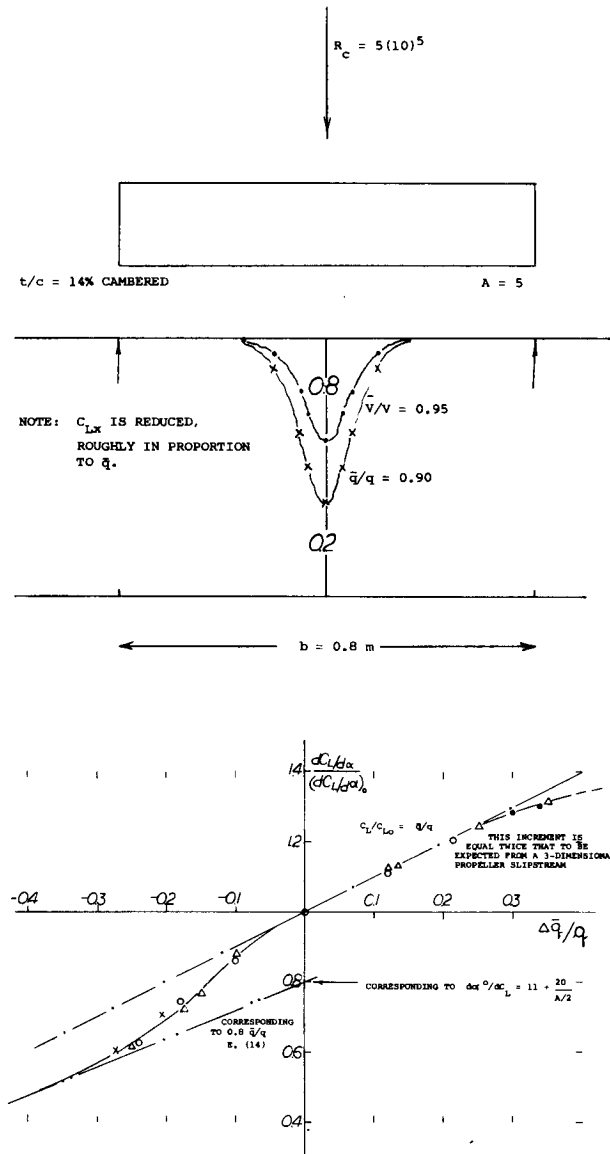 R_c = 5(10)^5
t/c = 14% CAMBERED
A = 5
0.8
V̄/V = 0.95
NOTE: C_LX IS REDUCED,
ROUGHLY IN PROPORTION
TO q̄.
q̄/q = 0.90
0.2
b = 0.8 m
1.4
dC_L/dα
(dC_L/dα)_o
C_L/C_Lo = q̄/q
THIS INCREMENT IS
EQUAL TWICE THAT TO BE
EXPECTED FROM A 3-DIMENSIONA
PROPELLER SLIPSTREAM
1.2
-0.4 -0.3 -0.2 -0.1 0 0.1 0.2 0.3
Δq̄/q
0.8
CORRESPONDING TO dα°/dC_L = 11 + 20
A/2
CORRESPONDING
TO 0.8 q̄/q
E. (14)
0.6
0.4